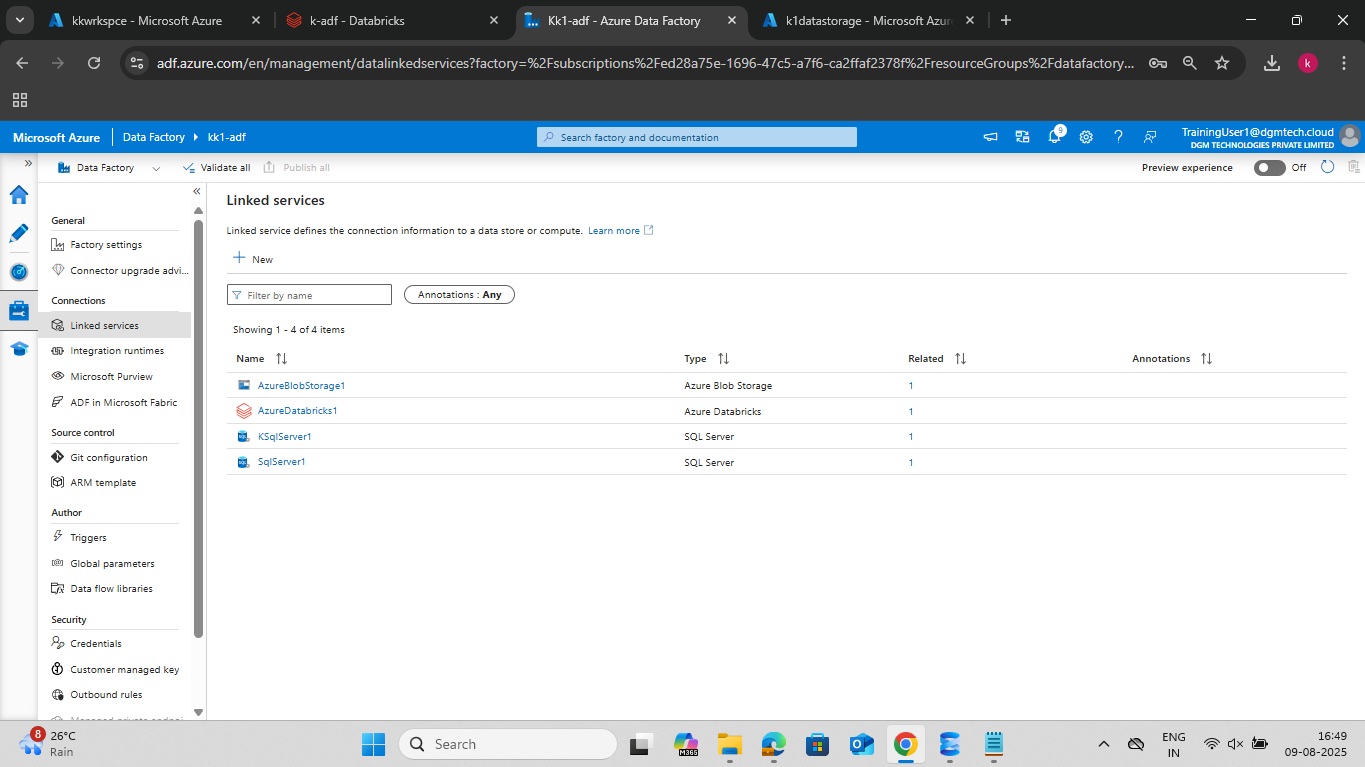 kkwrkspce - Microsoft Azure
k-adf - Databricks
Kk1-adf - Azure Data Factory
k1datastorage - Microsoft Azur
adf.azure.com/en/management/datalinkedservices?factory=%2Fsubscriptions%2Fed28a75e-1696-47c5-a7f6-ca2ffaf2378f%2FresourceGroups%2Fdatafactory...
k
Microsoft Azure
Data Factory
kk1-adf
Search factory and documentation
9
TrainingUser1@dgmtech.cloud
DGM TECHNOLOGIES PRIVATE LIMITED
Data Factory
Validate all
Publish all
Preview experience
Off
General
Factory settings
Connector upgrade advi...
Connections
Linked services
Integration runtimes
Microsoft Purview
ADF in Microsoft Fabric
Source control
Git configuration
ARM template
Author
Triggers
Global parameters
Data flow libraries
Security
Credentials
Customer managed key
Outbound rules
Linked services
Linked service defines the connection information to a data store or compute. Learn more
New
Filter by name
Annotations : Any
Showing 1 - 4 of 4 items
Name Type Related Annotations
AzureBlobStorage1 Azure Blob Storage 1
AzureDatabricks1 Azure Databricks 1
KSqlServer1 SQL Server 1
SqlServer1 SQL Server 1
8
26°C
Rain
Search
M365
ENG
IN
16:49
09-08-2025